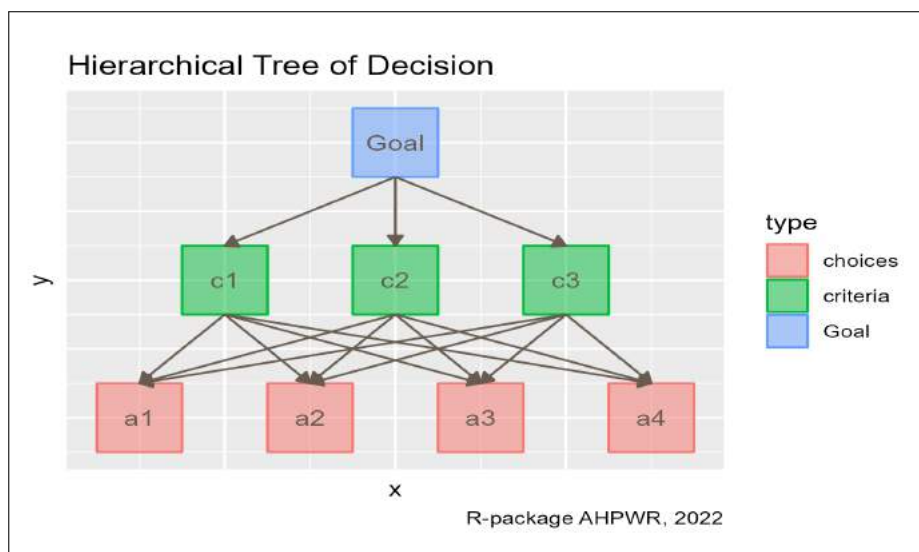 Hierarchical Tree of Decision
Goal
c1 c2 c3
a1 a2 a3 a4
y
x
type
choices
criteria
Goal
R-package AHPWR, 2022